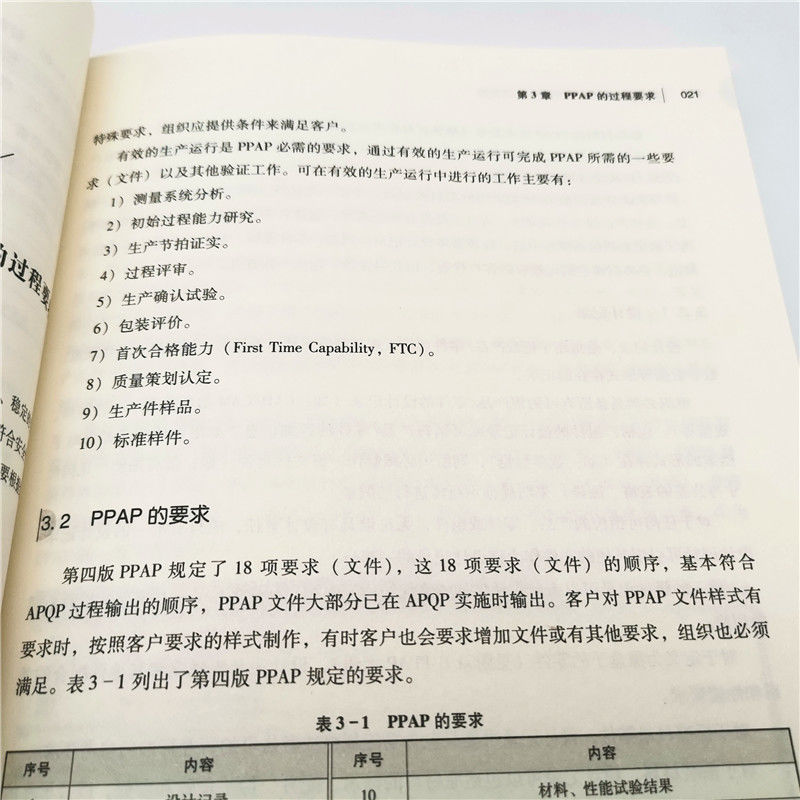 第3章 PPAP的过程要求 021
特殊要求，组织应提供条件来满足客户。
有效的生产运行是PPAP必需的要求，通过有效的生产运行可完成PPAP所需的一些要
求（文件）以及其他验证工作。可在有效的生产运行中进行的工作主要有：
1）测量系统分析。
2）初始过程能力研究。
3）生产节拍证实。
4）过程评审。
5）生产确认试验。
6）包装评价。
7）首次合格能力（First Time Capability，FTC）。
8）质量策划认定。
9）生产件样品。
10）标准样件。
3.2 PPAP的要求
第四版PPAP规定了18项要求（文件），这18项要求（文件）的顺序，基本符合
APQP过程输出的顺序，PPAP文件大部分已在APQP实施时输出。客户对PPAP文件样式有
要求时，按照客户要求的样式制作，有时客户也会要求增加文件或有其他要求，组织也必须
满足。表3-1列出了第四版PPAP规定的要求。
表3-1 PPAP的要求
序号 内容 序号 内容
设计记录 10 材料、性能试验结果